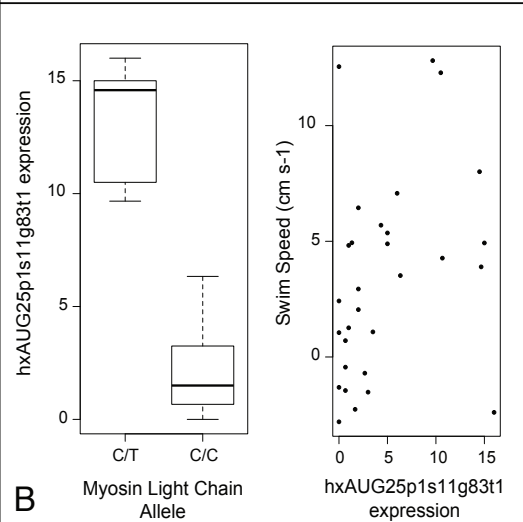 hxAUG25p1s11g83t1 expression
15
10
5
0
C/T C/C
Myosin Light Chain
Allele
B
Swim Speed (cm s-1)
10
5
0
0 5 10 15
hxAUG25p1s11g83t1
expression